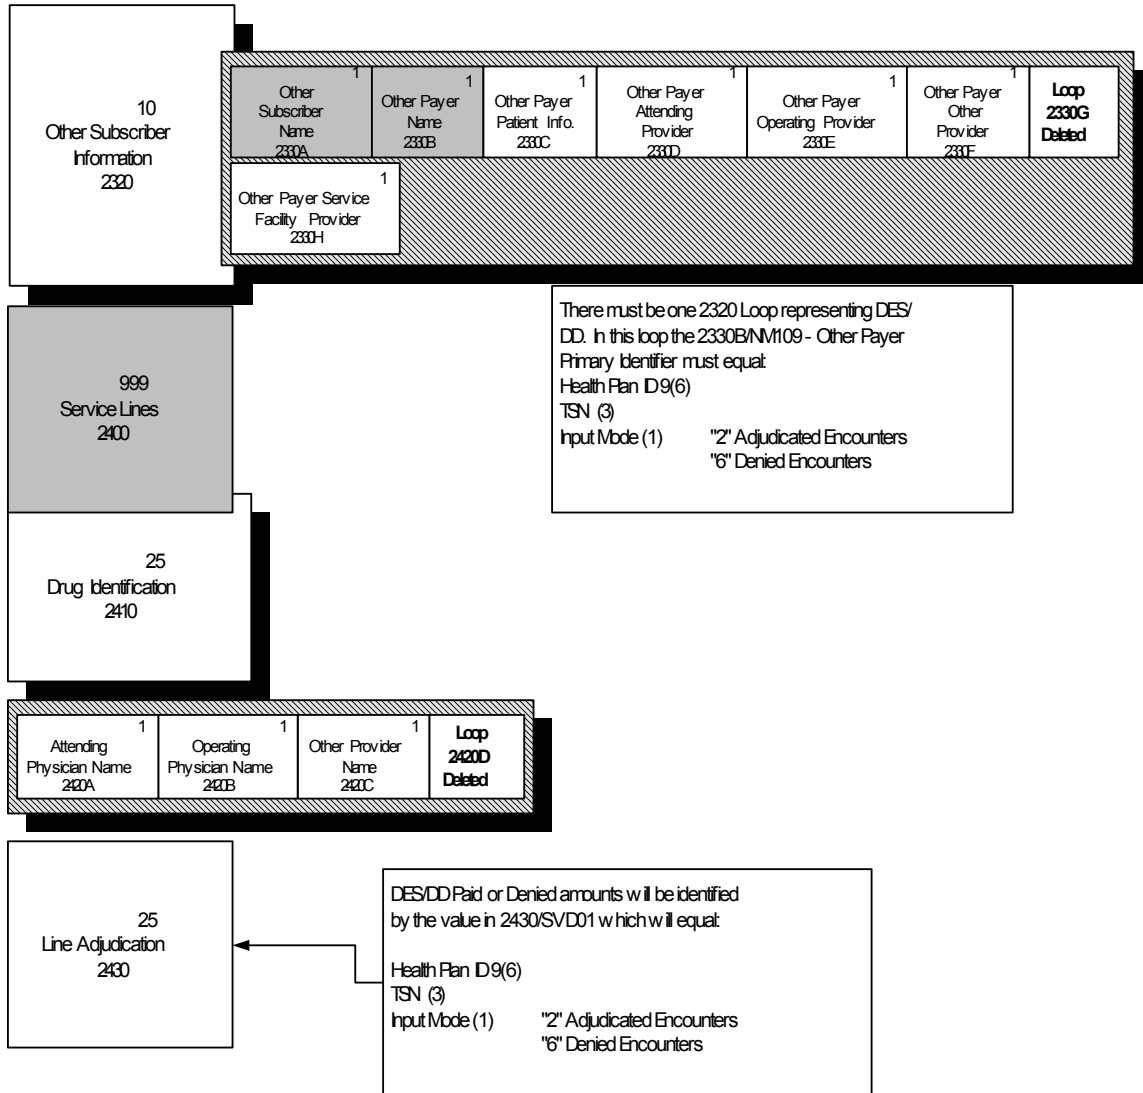 10
Other Subscriber
Information
2320
1
Other
Subscriber
Name
2330A
1
Other Payer
Name
2330B
1
Other Payer
Patient Info.
2330C
1
Other Payer
Attending
Provider
2330D
1
Other Payer
Operating Provider
2330E
1
Other Payer
Other
Provider
2330F
Loop
2330G
Deleted
1
Other Payer Service
Facility Provider
2330H
There must be one 2320 Loop representing DES/
DD. In this loop the 2330B/NM109 - Other Payer
Primary Identifier must equal:
Health Plan ID 9(6)
TSN (3)
Input Mode (1) "2" Adjudicated Encounters
"6" Denied Encounters
999
Service Lines
2400
25
Drug Identification
2410
1
Attending
Physician Name
2420A
1
Operating
Physician Name
2420B
1
Other Provider
Name
2420C
Loop
2420D
Deleted
25
Line Adjudication
2430
DES/DD Paid or Denied amounts will be identified
by the value in 2430/SVD01 which will equal:
Health Plan ID 9(6)
TSN (3)
Input Mode (1) "2" Adjudicated Encounters
"6" Denied Encounters